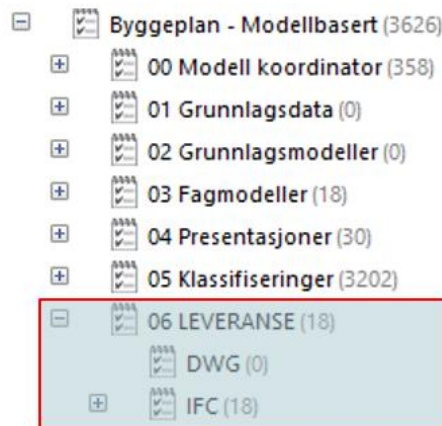 Byggeplan - Modellbasert (3626)
00 Modell koordinator (358)
01 Grunnlagsdata (0)
02 Grunnlagsmodeller (0)
03 Fagmodeller (18)
04 Presentasjoner (30)
05 Klassifiseringer (3202)
06 LEVERANSE (18)
DWG (0)
IFC (18)